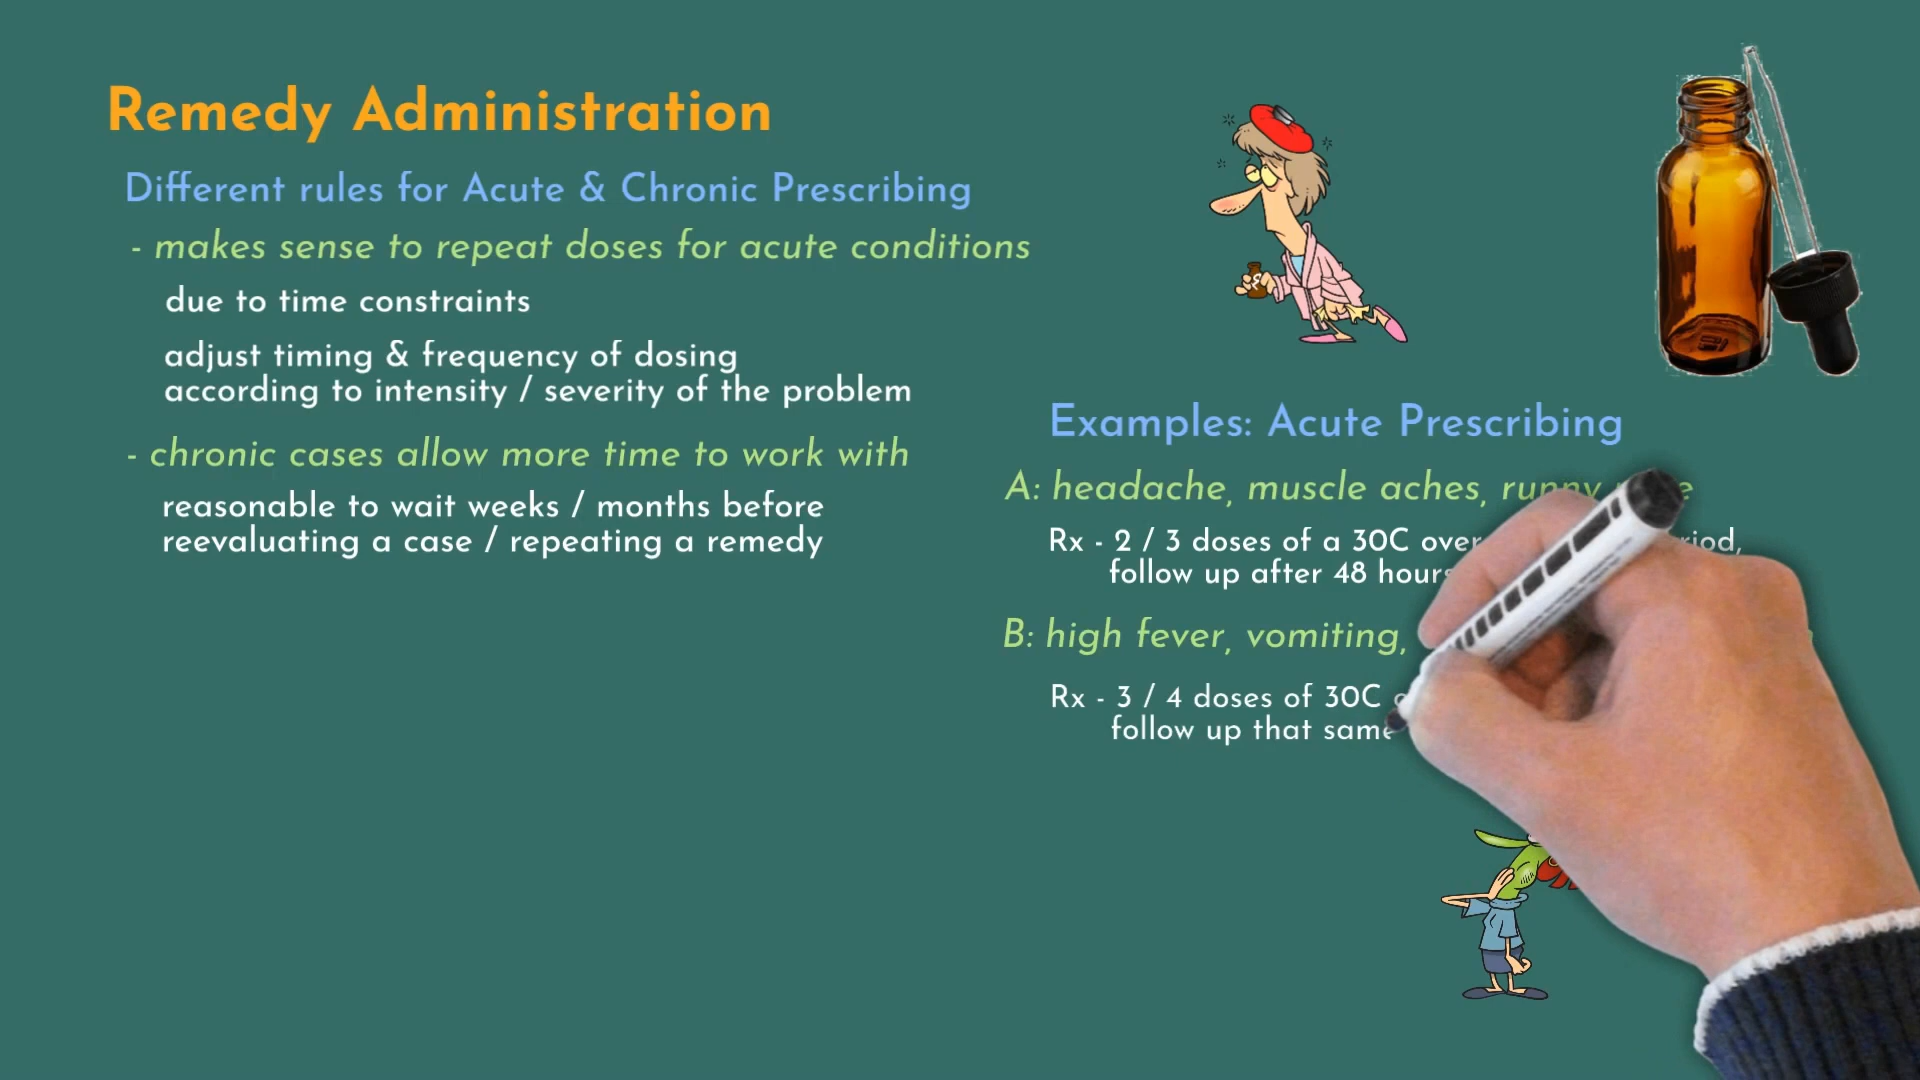 Remedy Administration
Different rules for Acute & Chronic Prescribing
- makes sense to repeat doses for acute conditions
due to time constraints
adjust timing & frequency of dosing
according to intensity / severity of the problem
- chronic cases allow more time to work with
reasonable to wait weeks / months before
reevaluating a case / repeating a remedy
Examples: Acute Prescribing
A: headache, muscle aches, runny
Rx - 2 / 3 doses of a 30C over
follow up after 48 hours
B: high fever, vomiting,
Rx - 3 / 4 doses of 30C
follow up that same